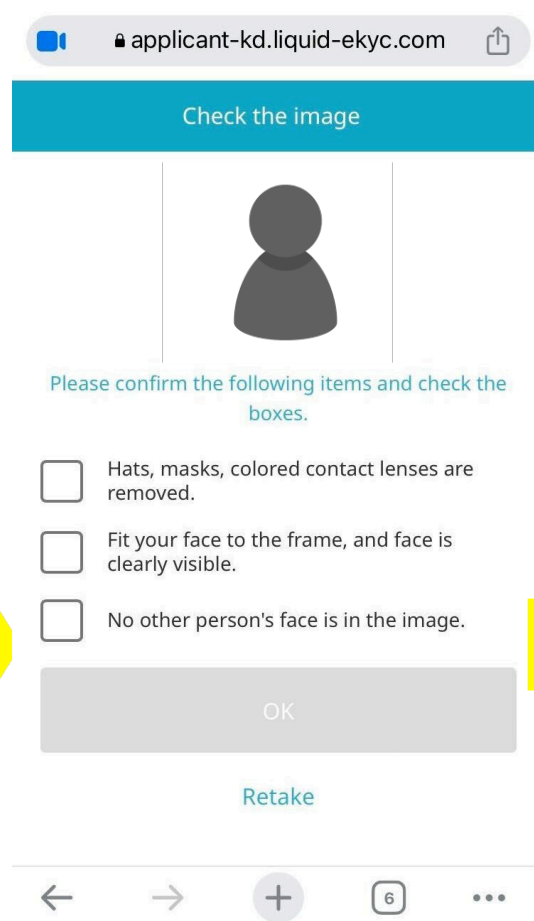 applicant-kd.liquid-ekyc.com
Check the image
Please confirm the following items and check the
boxes.
Hats, masks, colored contact lenses are
removed.
Fit your face to the frame, and face is
clearly visible.
No other person's face is in the image.
OK
Retake
6